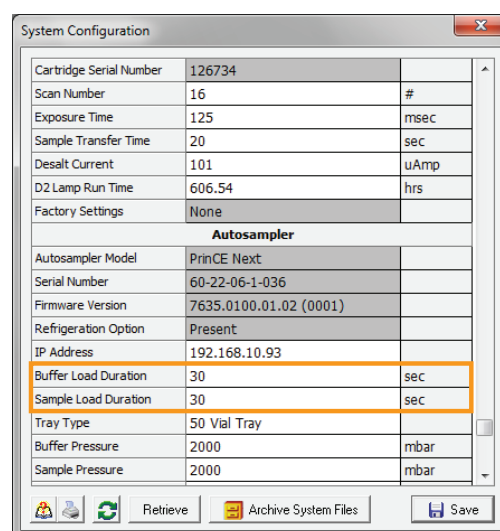 System Configuration
Cartridge Serial Number 126734
Scan Number 16 #
Exposure Time 125 msec
Sample Transfer Time 20 sec
Desalt Current 101 uAmp
D2 Lamp Run Time 606.54 hrs
Factory Settings None
Autosampler
Autosampler Model PrinCE Next
Serial Number 60-22-06-1-036
Firmware Version 7635.0100.01.02 (0001)
Refrigeration Option Present
IP Address 192.168.10.93
Buffer Load Duration 30 sec
Sample Load Duration 30 sec
Tray Type 50 Vial Tray
Buffer Pressure 2000 mbar
Sample Pressure 2000 mbar
Retrieve Archive System Files Save